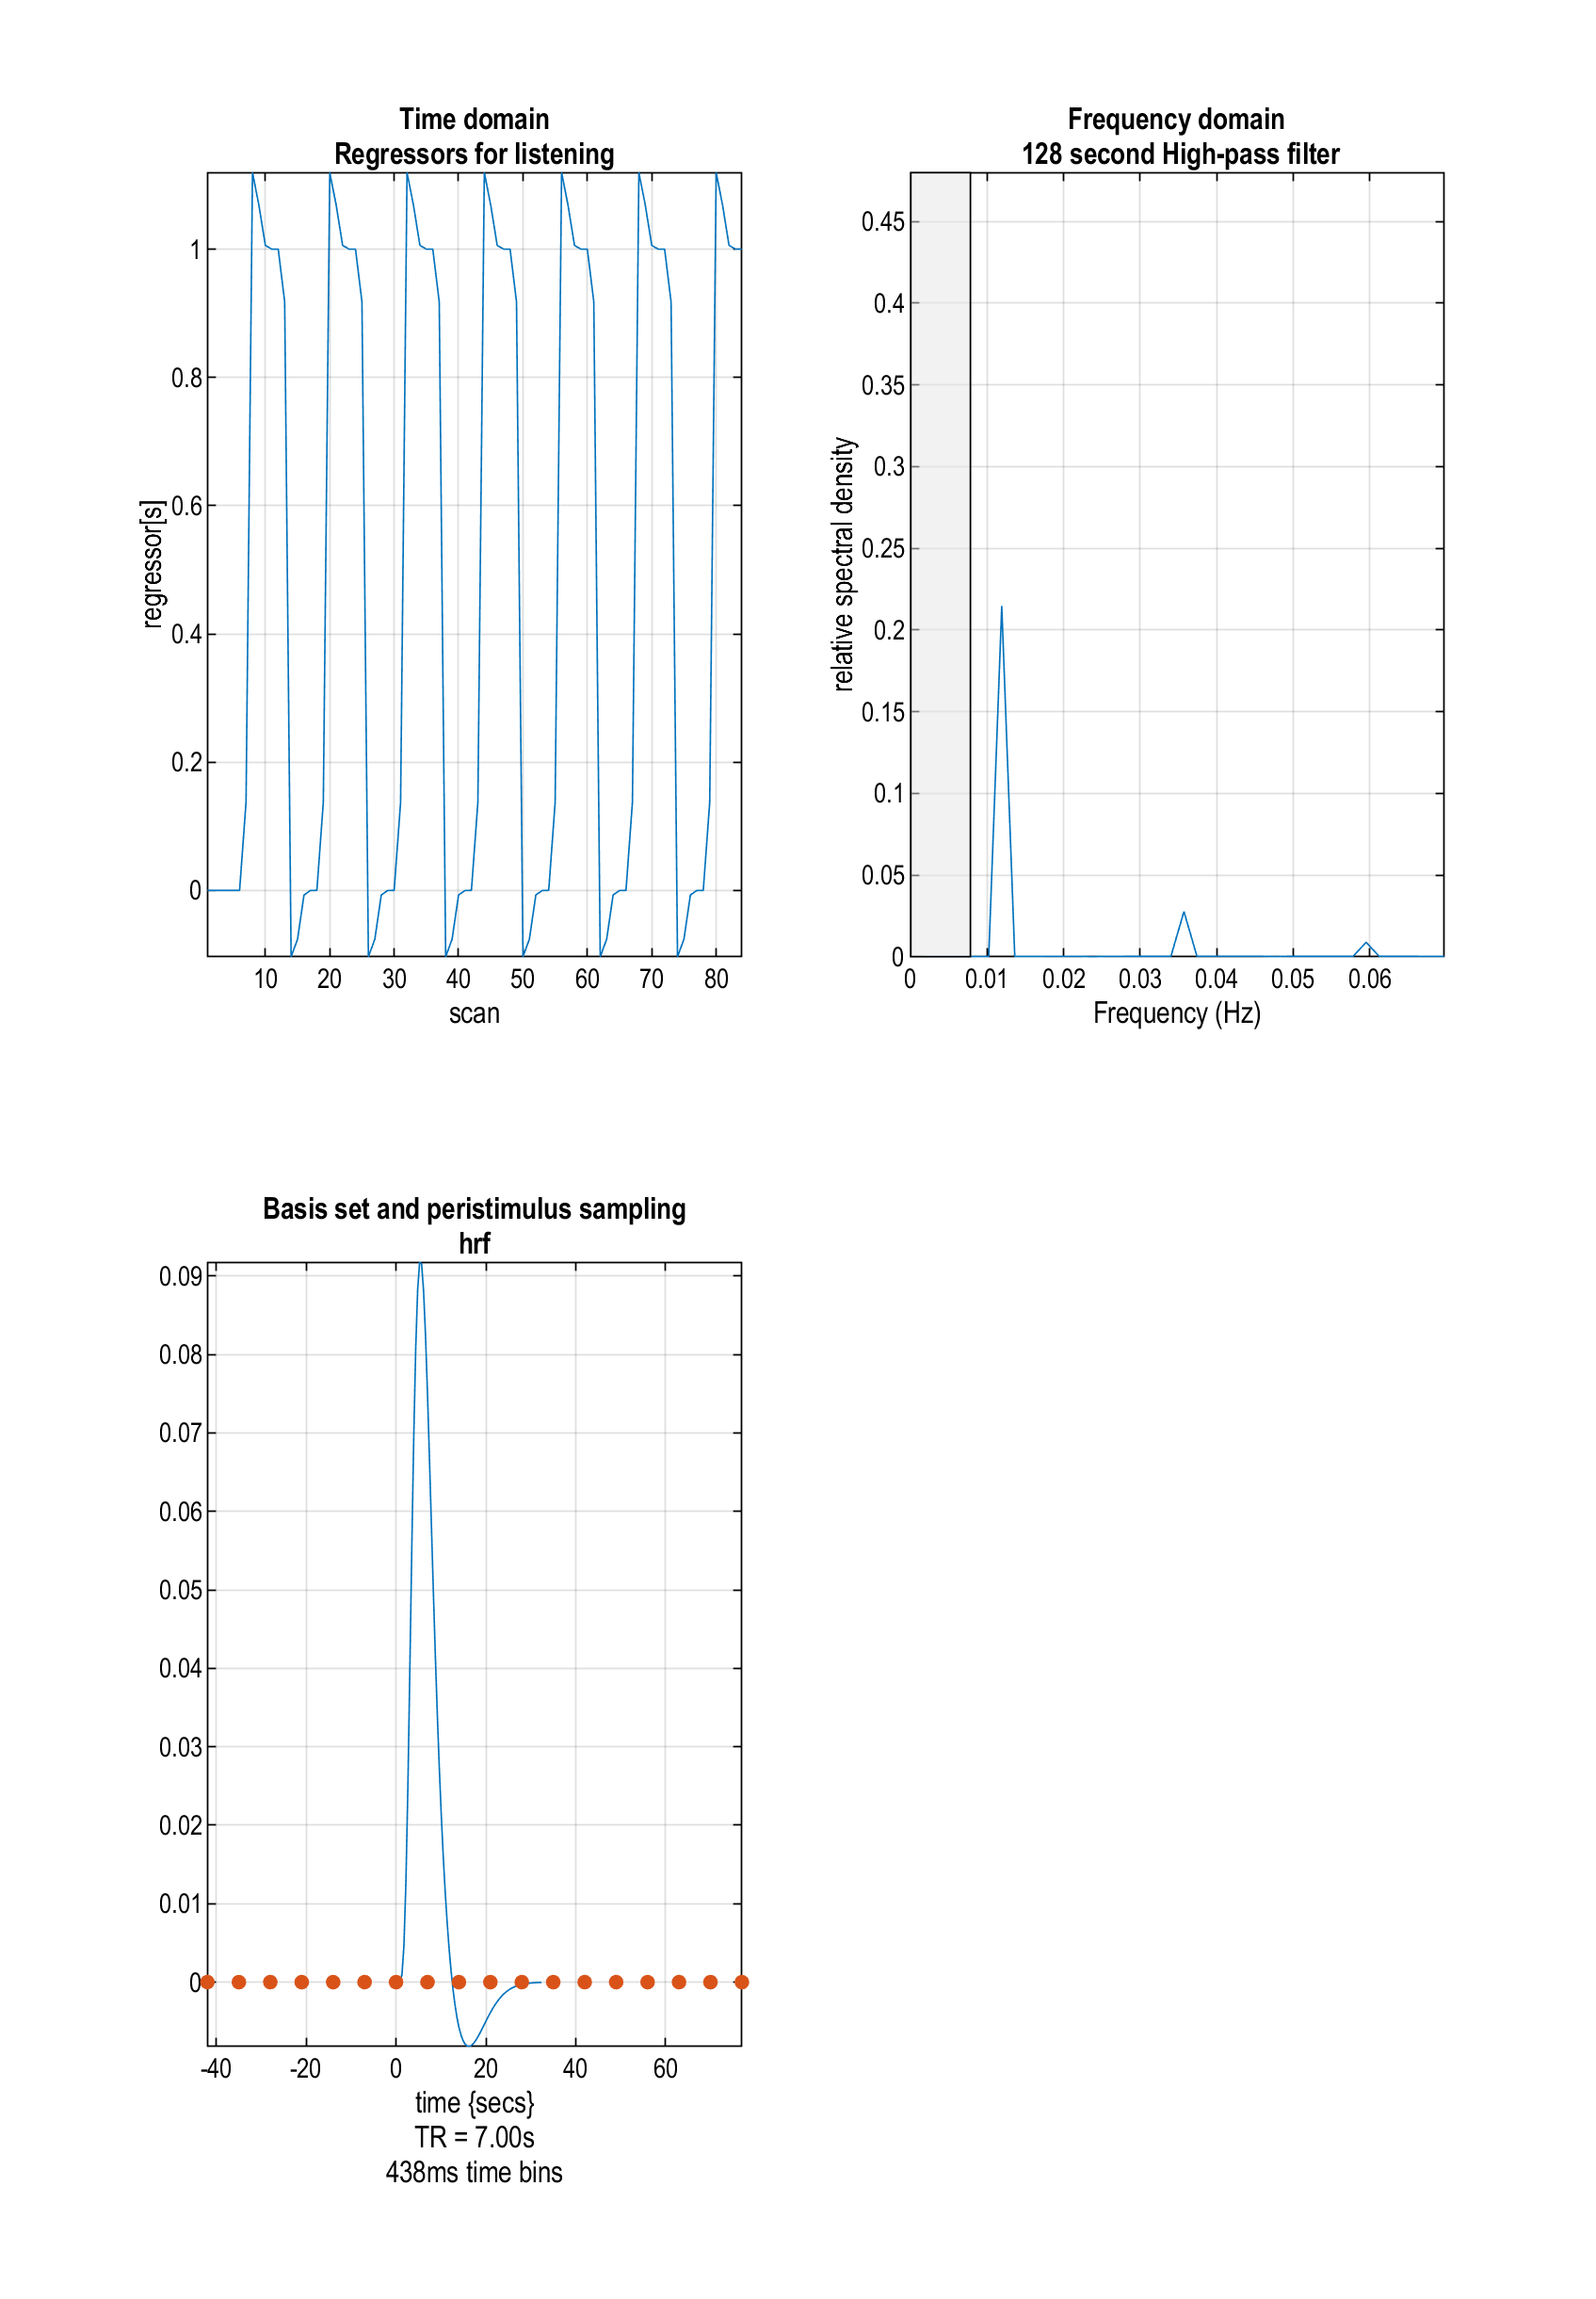 Time domain
Regressors for listening
1
0.8
0.6
0.4
0.2
0
regressor[s]
10 20 30 40 50 60 70 80
scan
Frequency domain
128 second High-pass filter
0.45
0.4
0.35
0.3
0.25
0.2
0.15
0.1
0.05
0
relative spectral density
0 0.01 0.02 0.03 0.04 0.05 0.06
Frequency (Hz)
Basis set and peristimulus sampling
hrf
0.09
0.08
0.07
0.06
0.05
0.04
0.03
0.02
0.01
0
-40 -20 0 20 40 60
time {secs}
TR = 7.00s
438ms time bins